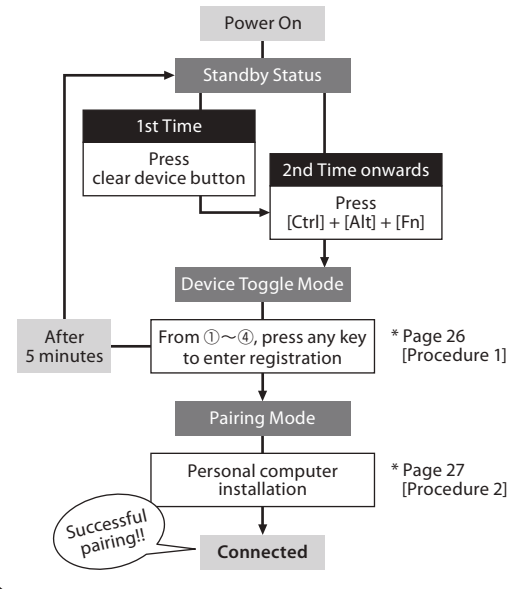 Power On
Standby Status
1st Time
Press
clear device button
2nd Time onwards
Press
[Ctrl] + [Alt] + [Fn]
Device Toggle Mode
After
5 minutes
From ①～④, press any key
to enter registration
* Page 26
[Procedure 1]
Pairing Mode
Personal computer
installation
* Page 27
[Procedure 2]
Successful
pairing!!
Connected